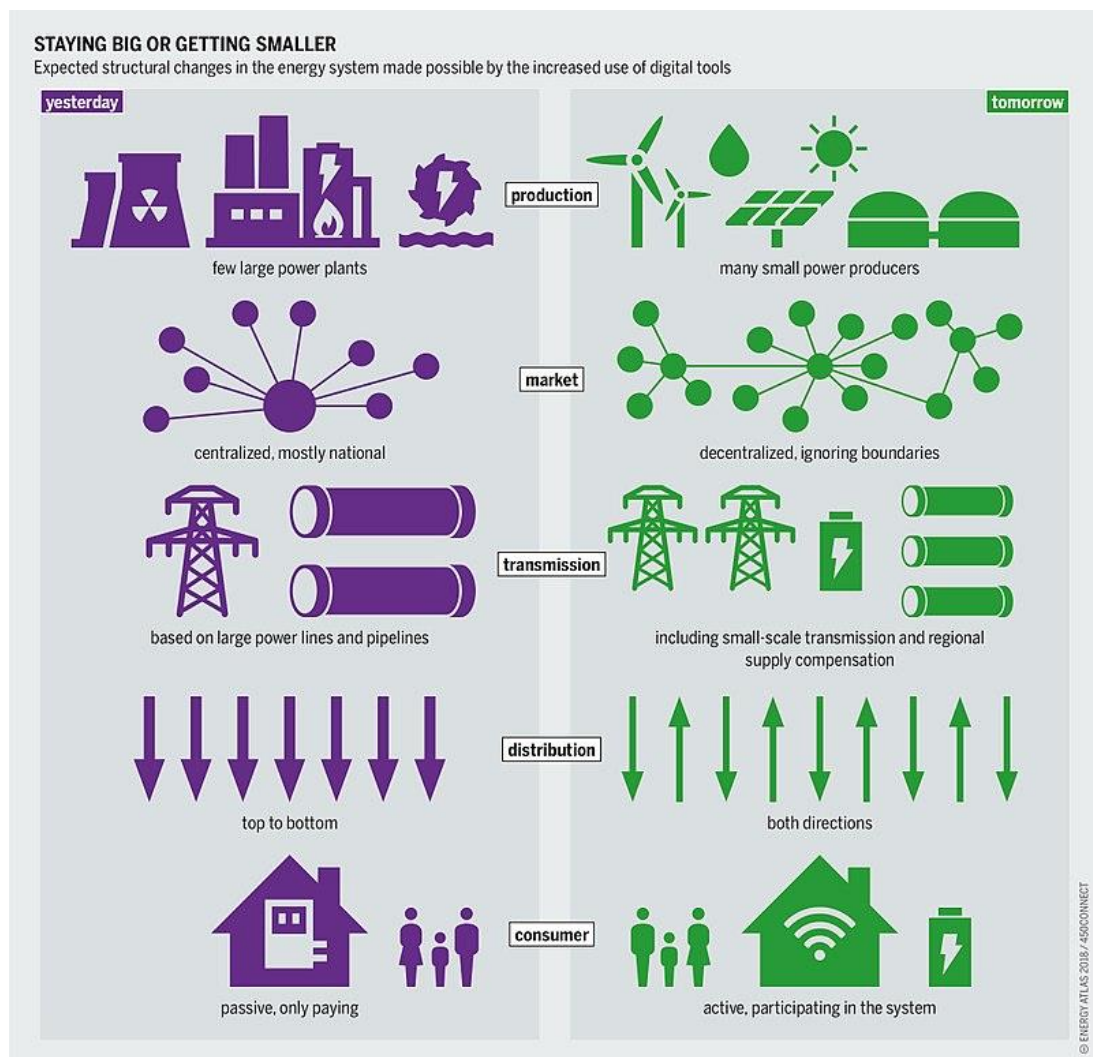 STAYING BIG OR GETTING SMALLER
Expected structural changes in the energy system made possible by the increased use of digital tools
yesterday
tomorrow
production
few large power plants
many small power producers
market
centralized, mostly national
decentralized, ignoring boundaries
transmission
based on large power lines and pipelines
including small-scale transmission and regional
supply compensation
distribution
top to bottom
both directions
consumer
passive, only paying
active, participating in the system
© ENERGY ATLAS 2018 / 450CONNECT